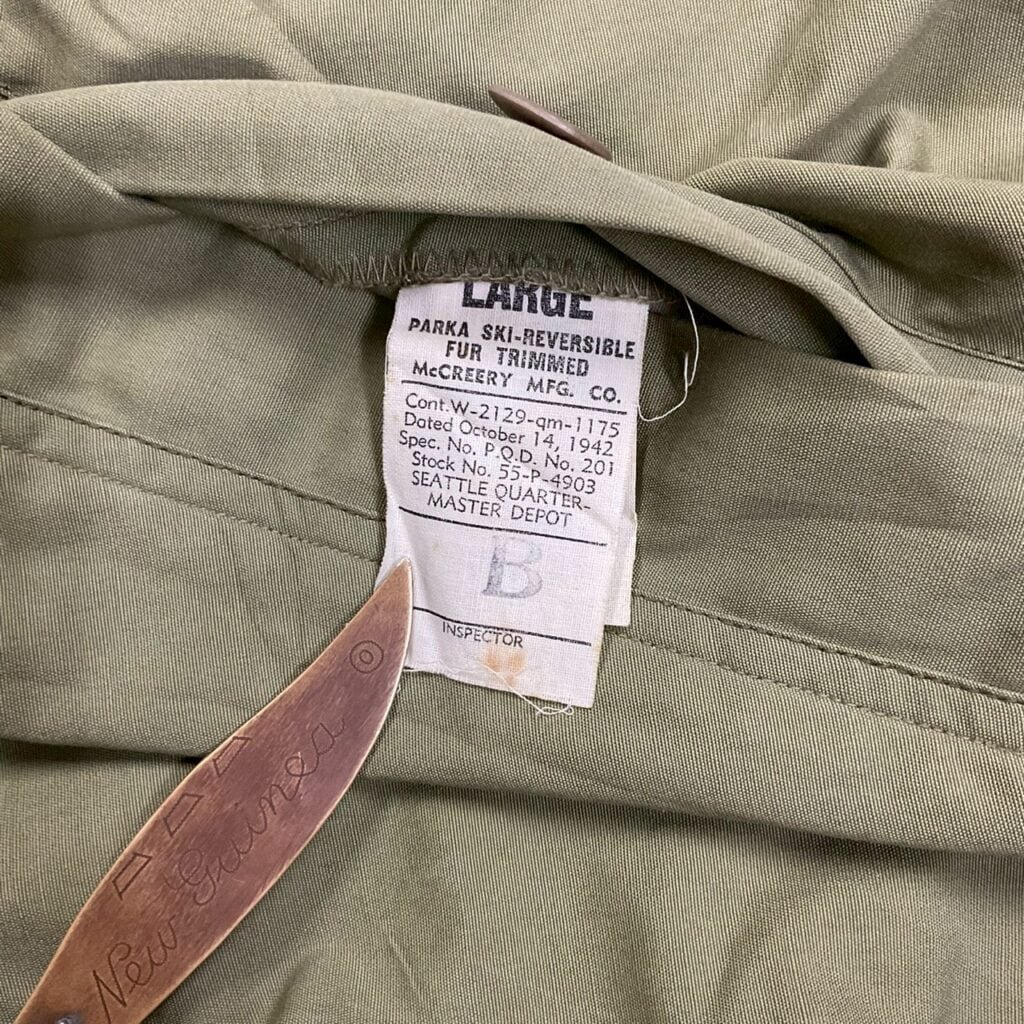 LARGE
PARKA SKI-REVERSIBLE
FUR TRIMMED
McCREERY MFG. CO.
Cont.W-2129-qm-1175
Dated October 14, 1942
Spec. No. P.Q.D. No. 201
Stock No. 55-P-4903
SEATTLE QUARTER-
MASTER DEPOT
B
INSPECTOR
New Guinea